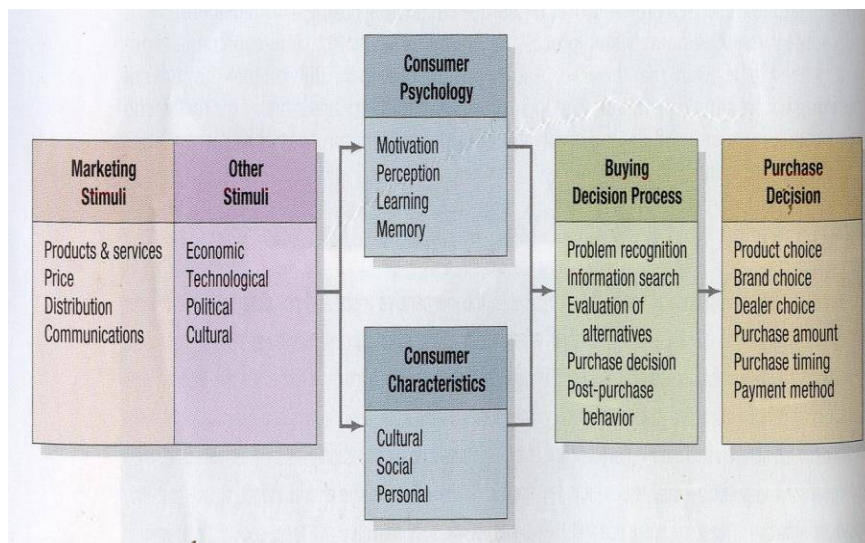 Marketing
Stimuli
Products & services
Price
Distribution
Communications
Other
Stimuli
Economic
Technological
Political
Cultural
Consumer
Psychology
Motivation
Perception
Learning
Memory
Consumer
Characteristics
Cultural
Social
Personal
Buying
Decision Process
Problem recognition
Information search
Evaluation of
alternatives
Purchase decision
Post-purchase
behavior
Purchase
Decision
Product choice
Brand choice
Dealer choice
Purchase amount
Purchase timing
Payment method